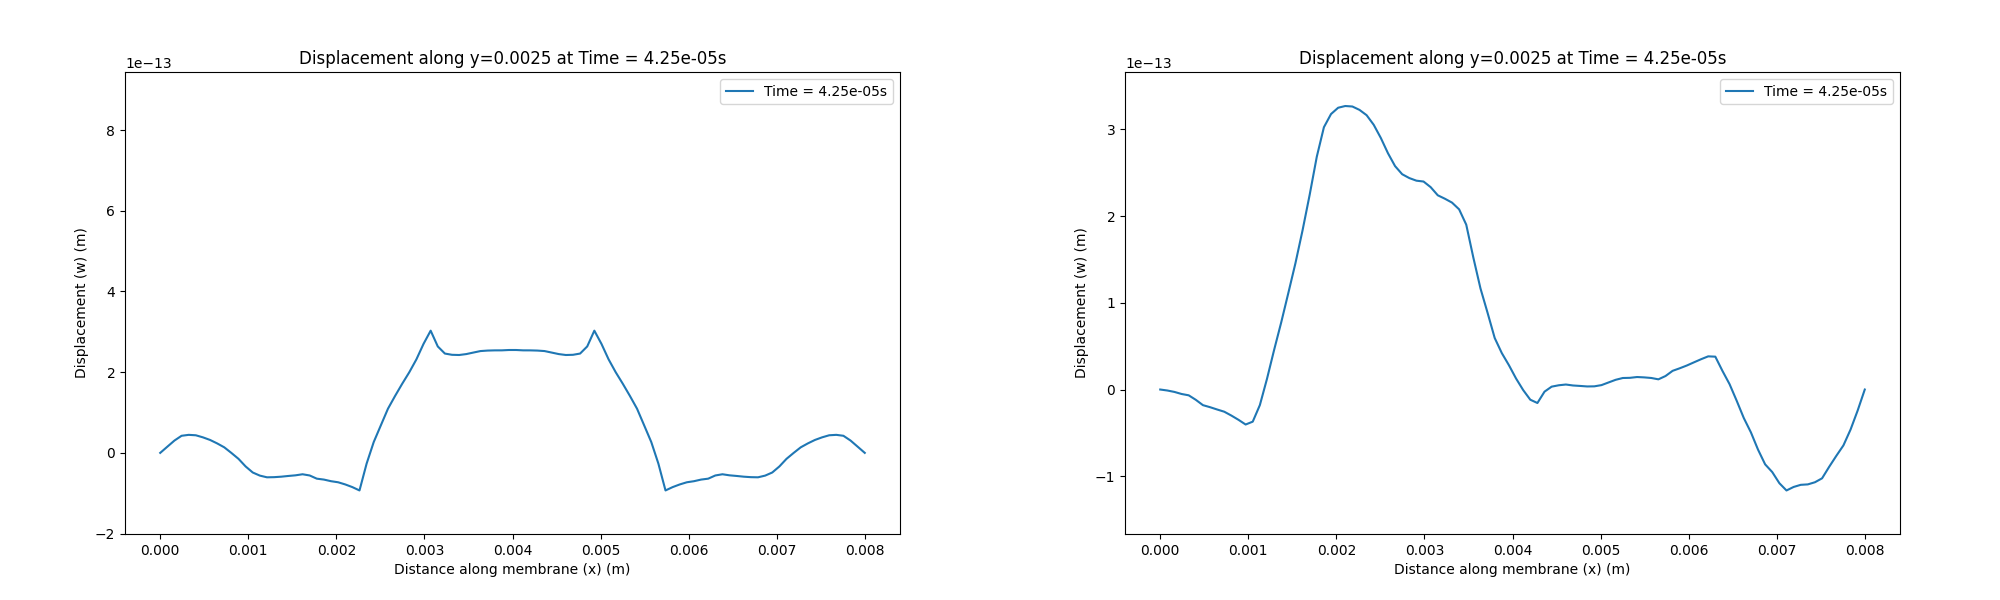 Displacement along y=0.0025 at Time = 4.25e-05s
1e−13
Time = 4.25e-05s
8
6
4
2
0
−2
Displacement (w) (m)
0.000 0.001 0.002 0.003 0.004 0.005 0.006 0.007 0.008
Distance along membrane (x) (m)
Displacement along y=0.0025 at Time = 4.25e-05s
1e−13
Time = 4.25e-05s
3
2
1
0
−1
Displacement (w) (m)
0.000 0.001 0.002 0.003 0.004 0.005 0.006 0.007 0.008
Distance along membrane (x) (m)